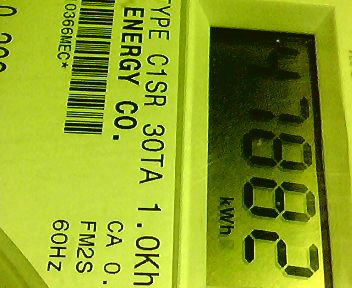 TYPE C1SR 30TA 1.0Kh
ENERGY CO.
CA 0.
FM2S
60Hz
0366MEC*
47882
kWh